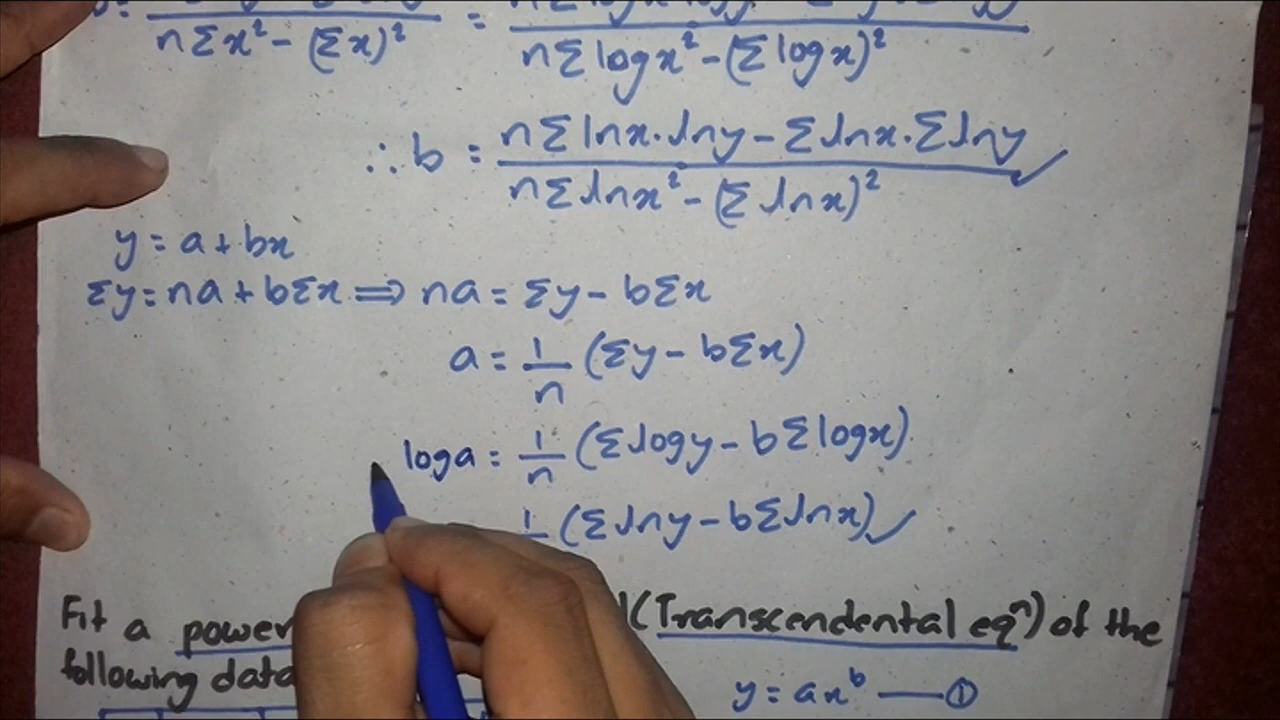 nΣx² - (Σx)² = nΣlogx² - (Σlogx)²
∴ b = nΣlnx·lny - Σlnx·Σlny
nΣlnx² - (Σlnx)²
y = a + bx
Σy = na + bΣx ⟹ na = Σy - bΣx
a = 1/n (Σy - bΣx)
loga = 1/n (Σlogy - bΣlogx)
1 (Σlny - bΣlnx)
Fit a power (Transcendental eqⁿ) of the
following data
y = ax^b —— ①